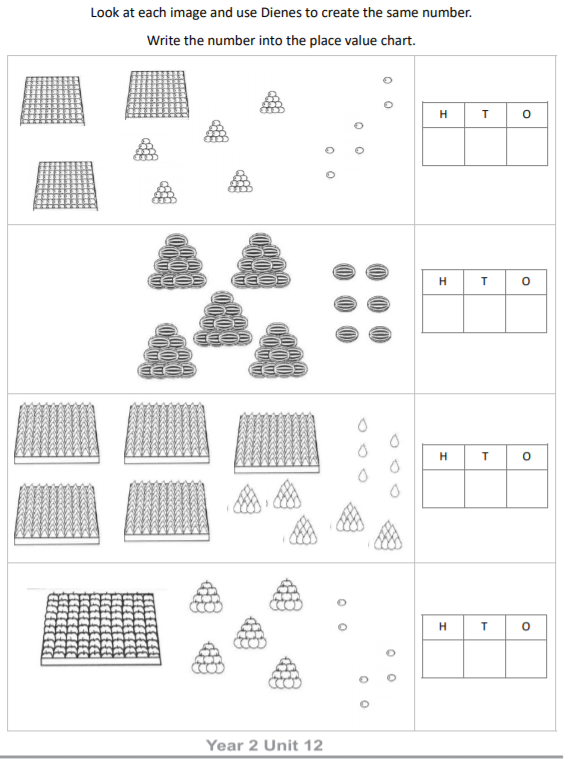 Look at each image and use Dienes to create the same number.
Write the number into the place value chart.
H T O
H T O
H T O
H T O
Year 2 Unit 12